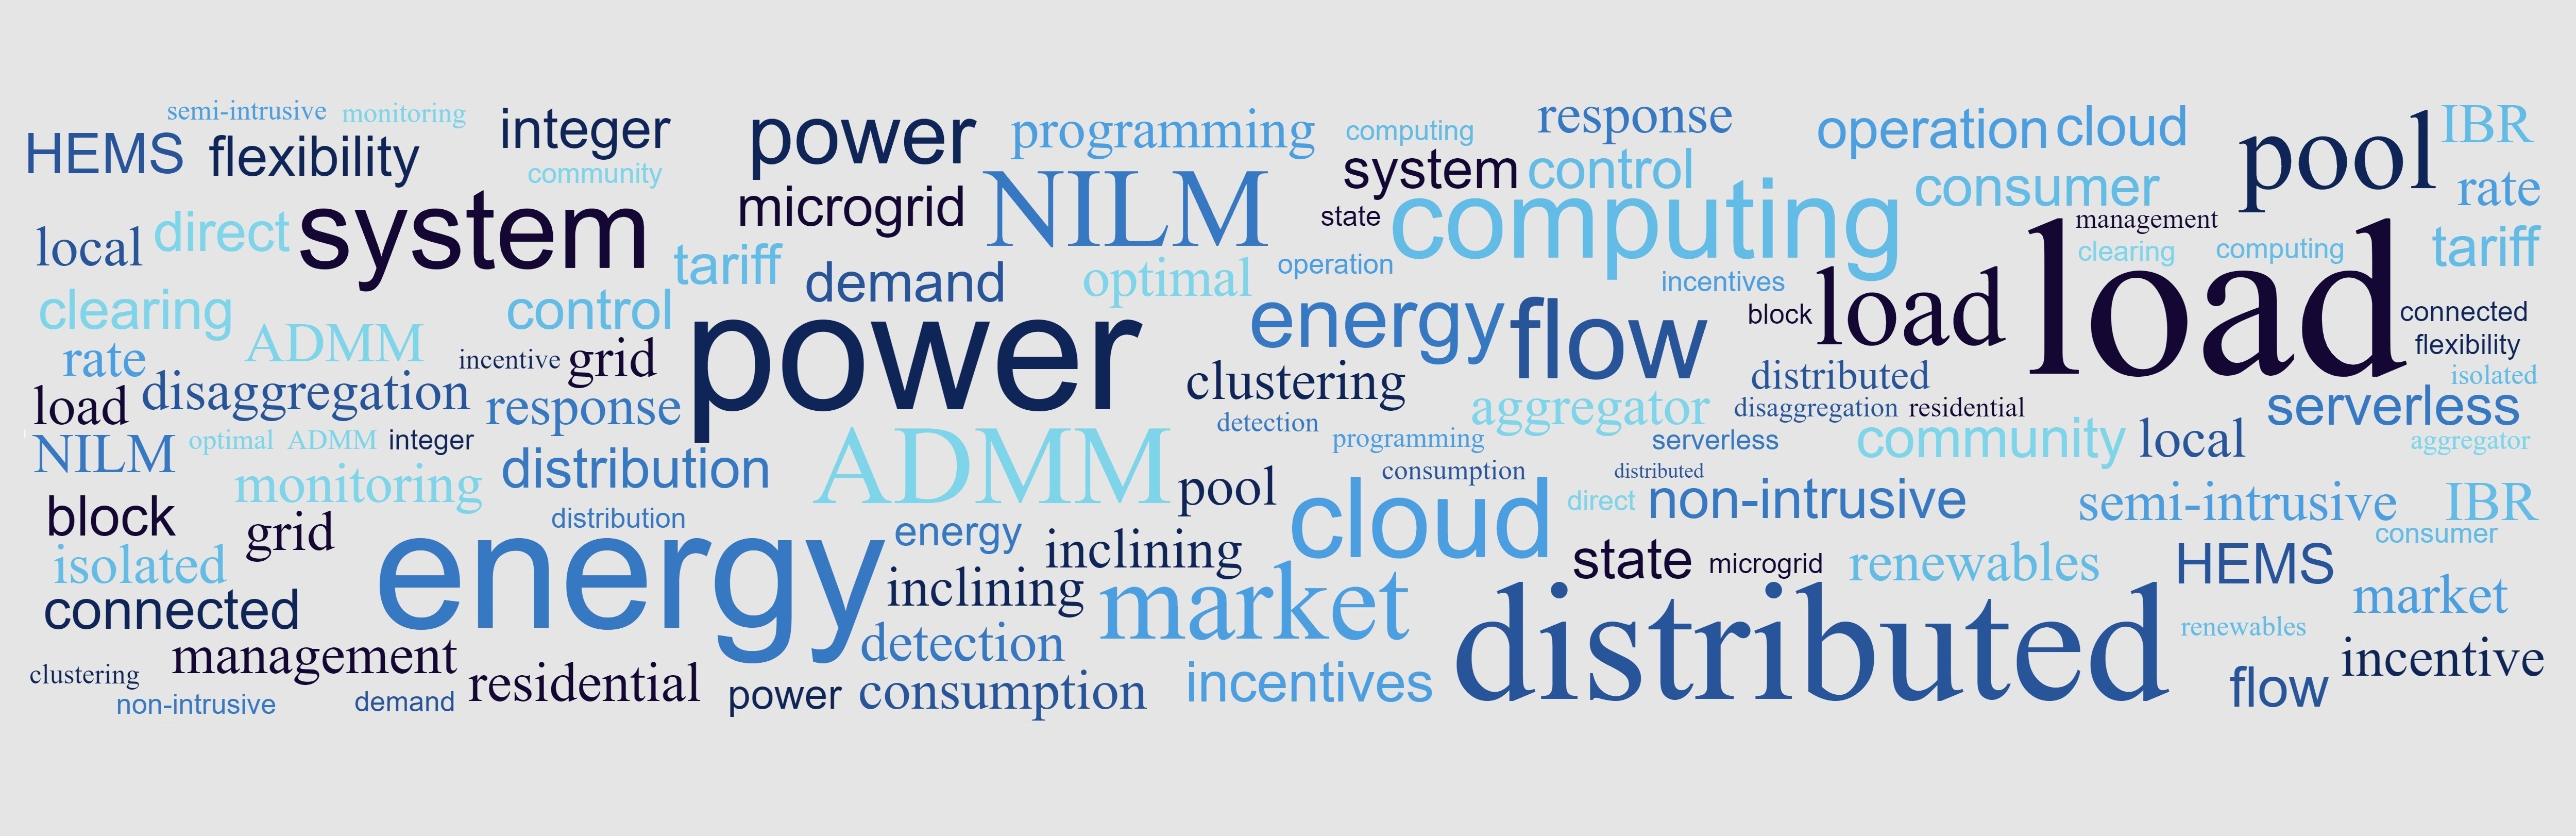 semi-intrusive monitoring integer power programming computing response operation cloud pool IBR
HEMS flexibility community system control consumer rate
local direct system microgrid NILM state computing management
tariff demand optimal operation incentives clearing computing tariff
clearing control energy flow block load load connected
rate ADMM incentive grid power clustering distributed flexibility
load disaggregation response detection aggregator disaggregation residential serverless isolated
NILM optimal ADMM integer programming serverless community local aggregator
monitoring distribution ADMM pool consumption distributed
block grid distribution energy inclining cloud direct non-intrusive semi-intrusive IBR
consumer
isolated energy inclining state microgrid renewables HEMS
connected market distributed market
management detection renewables
clustering residential power consumption incentives flow incentive
non-intrusive demand